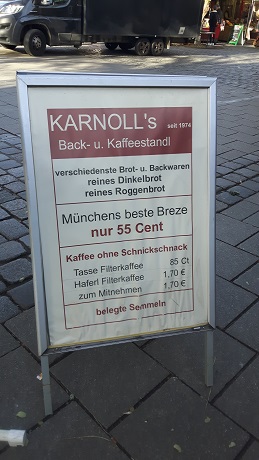 KARNOLL's seit 1974
Back- u. Kaffeestandl
verschiedenste Brot- u. Backwaren
reines Dinkelbrot
reines Roggenbrot
Münchens beste Breze
nur 55 Cent
Kaffee ohne Schnickschnack
Tasse Filterkaffee 85 Ct
Haferl Filterkaffee 1,70 €
zum Mitnehmen 1,70 €
belegte Semmeln